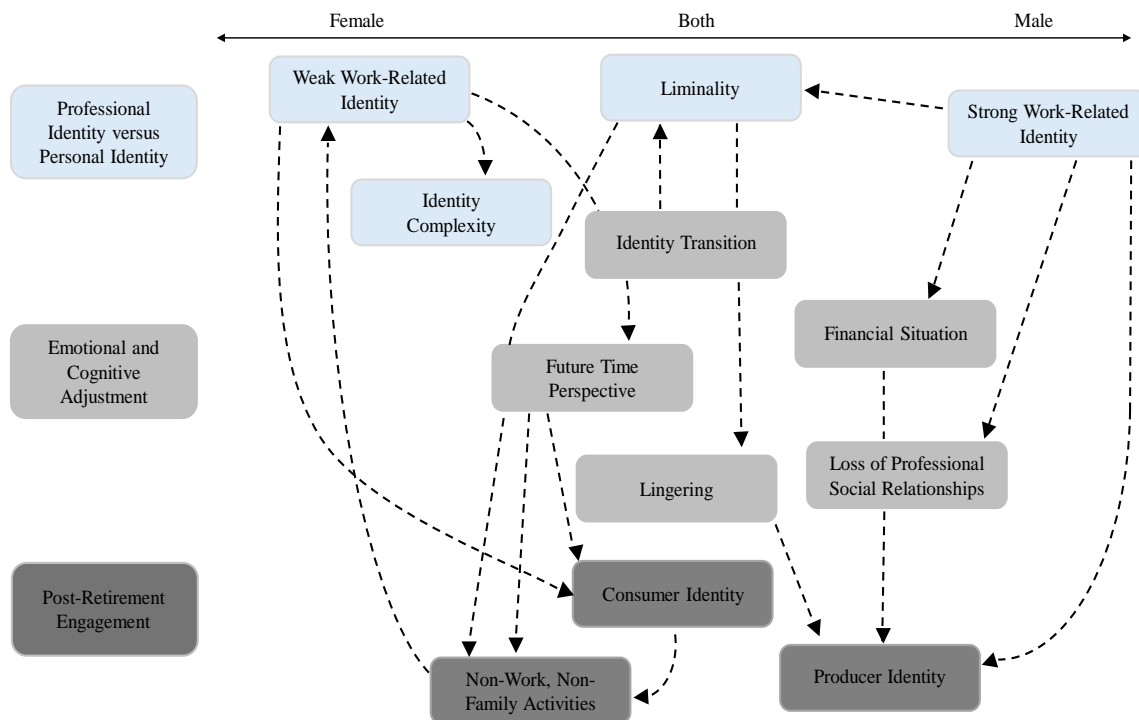 Female
Both
Male
Professional
Identity versus
Personal Identity
Weak Work-Related
Identity
Liminality
Strong Work-Related
Identity
Identity
Complexity
Identity Transition
Emotional and
Cognitive
Adjustment
Future Time
Perspective
Financial Situation
Lingering
Loss of Professional
Social Relationships
Post-Retirement
Engagement
Consumer Identity
Non-Work, Non-
Family Activities
Producer Identity